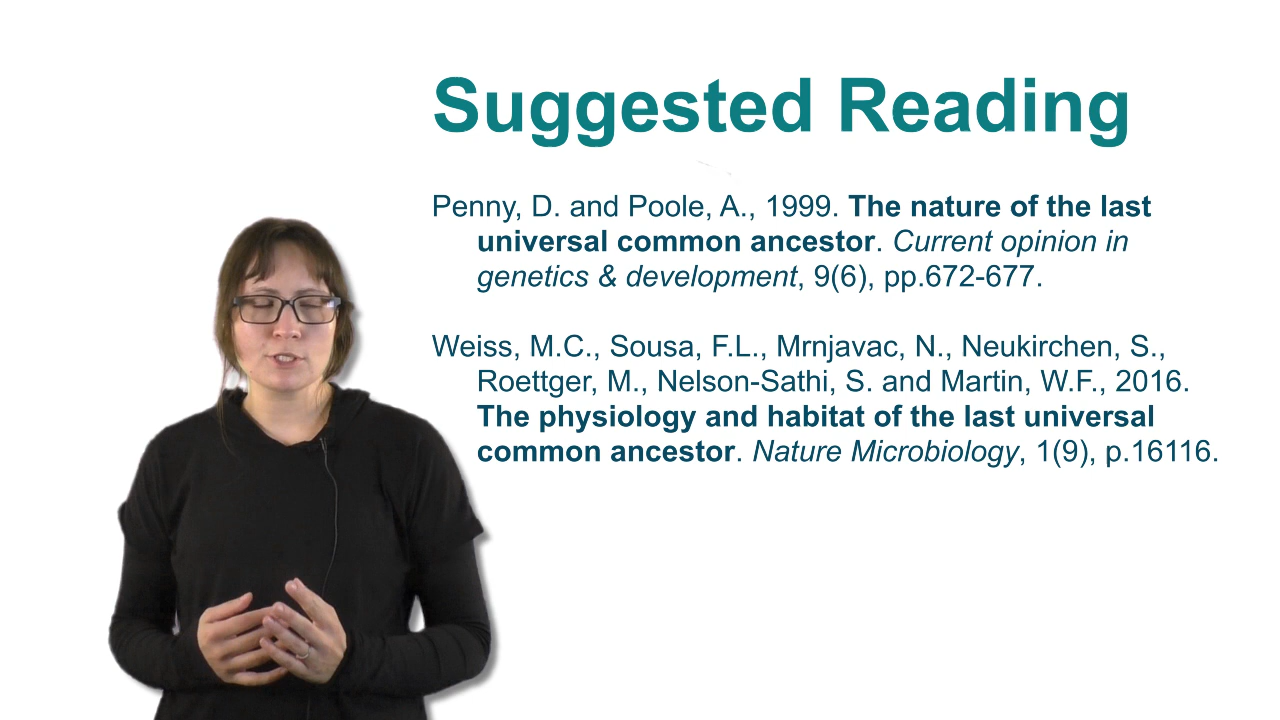 Suggested Reading
Penny, D. and Poole, A., 1999. The nature of the last
universal common ancestor. Current opinion in
genetics & development, 9(6), pp.672-677.
Weiss, M.C., Sousa, F.L., Mrnjavac, N., Neukirchen, S.,
Roettger, M., Nelson-Sathi, S. and Martin, W.F., 2016.
The physiology and habitat of the last universal
common ancestor. Nature Microbiology, 1(9), p.16116.